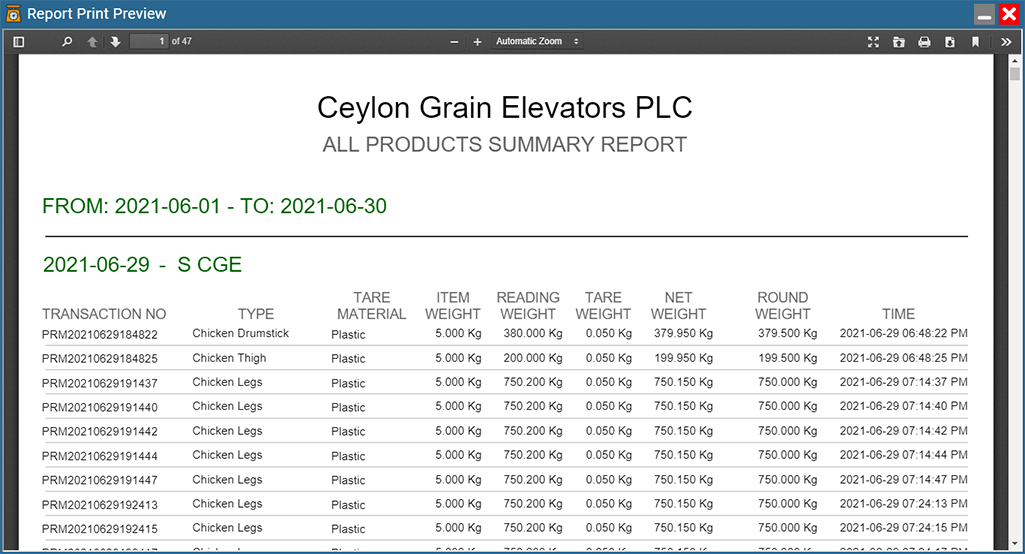 Report Print Preview
1 of 47
Automatic Zoom
Ceylon Grain Elevators PLC
ALL PRODUCTS SUMMARY REPORT
FROM: 2021-06-01 - TO: 2021-06-30
2021-06-29 - S CGE
TRANSACTION NO TYPE TARE MATERIAL ITEM WEIGHT READING WEIGHT TARE WEIGHT NET WEIGHT ROUND WEIGHT TIME
PRM20210629184822 Chicken Drumstick Plastic 5.000 Kg 380.000 Kg 0.050 Kg 379.950 Kg 379.500 Kg 2021-06-29 06:48:22 PM
PRM20210629184825 Chicken Thigh Plastic 5.000 Kg 200.000 Kg 0.050 Kg 199.950 Kg 199.500 Kg 2021-06-29 06:48:25 PM
PRM20210629191437 Chicken Legs Plastic 5.000 Kg 750.200 Kg 0.050 Kg 750.150 Kg 750.000 Kg 2021-06-29 07:14:37 PM
PRM20210629191440 Chicken Legs Plastic 5.000 Kg 750.200 Kg 0.050 Kg 750.150 Kg 750.000 Kg 2021-06-29 07:14:40 PM
PRM20210629191442 Chicken Legs Plastic 5.000 Kg 750.200 Kg 0.050 Kg 750.150 Kg 750.000 Kg 2021-06-29 07:14:42 PM
PRM20210629191444 Chicken Legs Plastic 5.000 Kg 750.200 Kg 0.050 Kg 750.150 Kg 750.000 Kg 2021-06-29 07:14:44 PM
PRM20210629191447 Chicken Legs Plastic 5.000 Kg 750.200 Kg 0.050 Kg 750.150 Kg 750.000 Kg 2021-06-29 07:14:47 PM
PRM20210629192413 Chicken Legs Plastic 5.000 Kg 750.200 Kg 0.050 Kg 750.150 Kg 750.000 Kg 2021-06-29 07:24:13 PM
PRM20210629192415 Chicken Legs Plastic 5.000 Kg 750.200 Kg 0.050 Kg 750.150 Kg 750.000 Kg 2021-06-29 07:24:15 PM